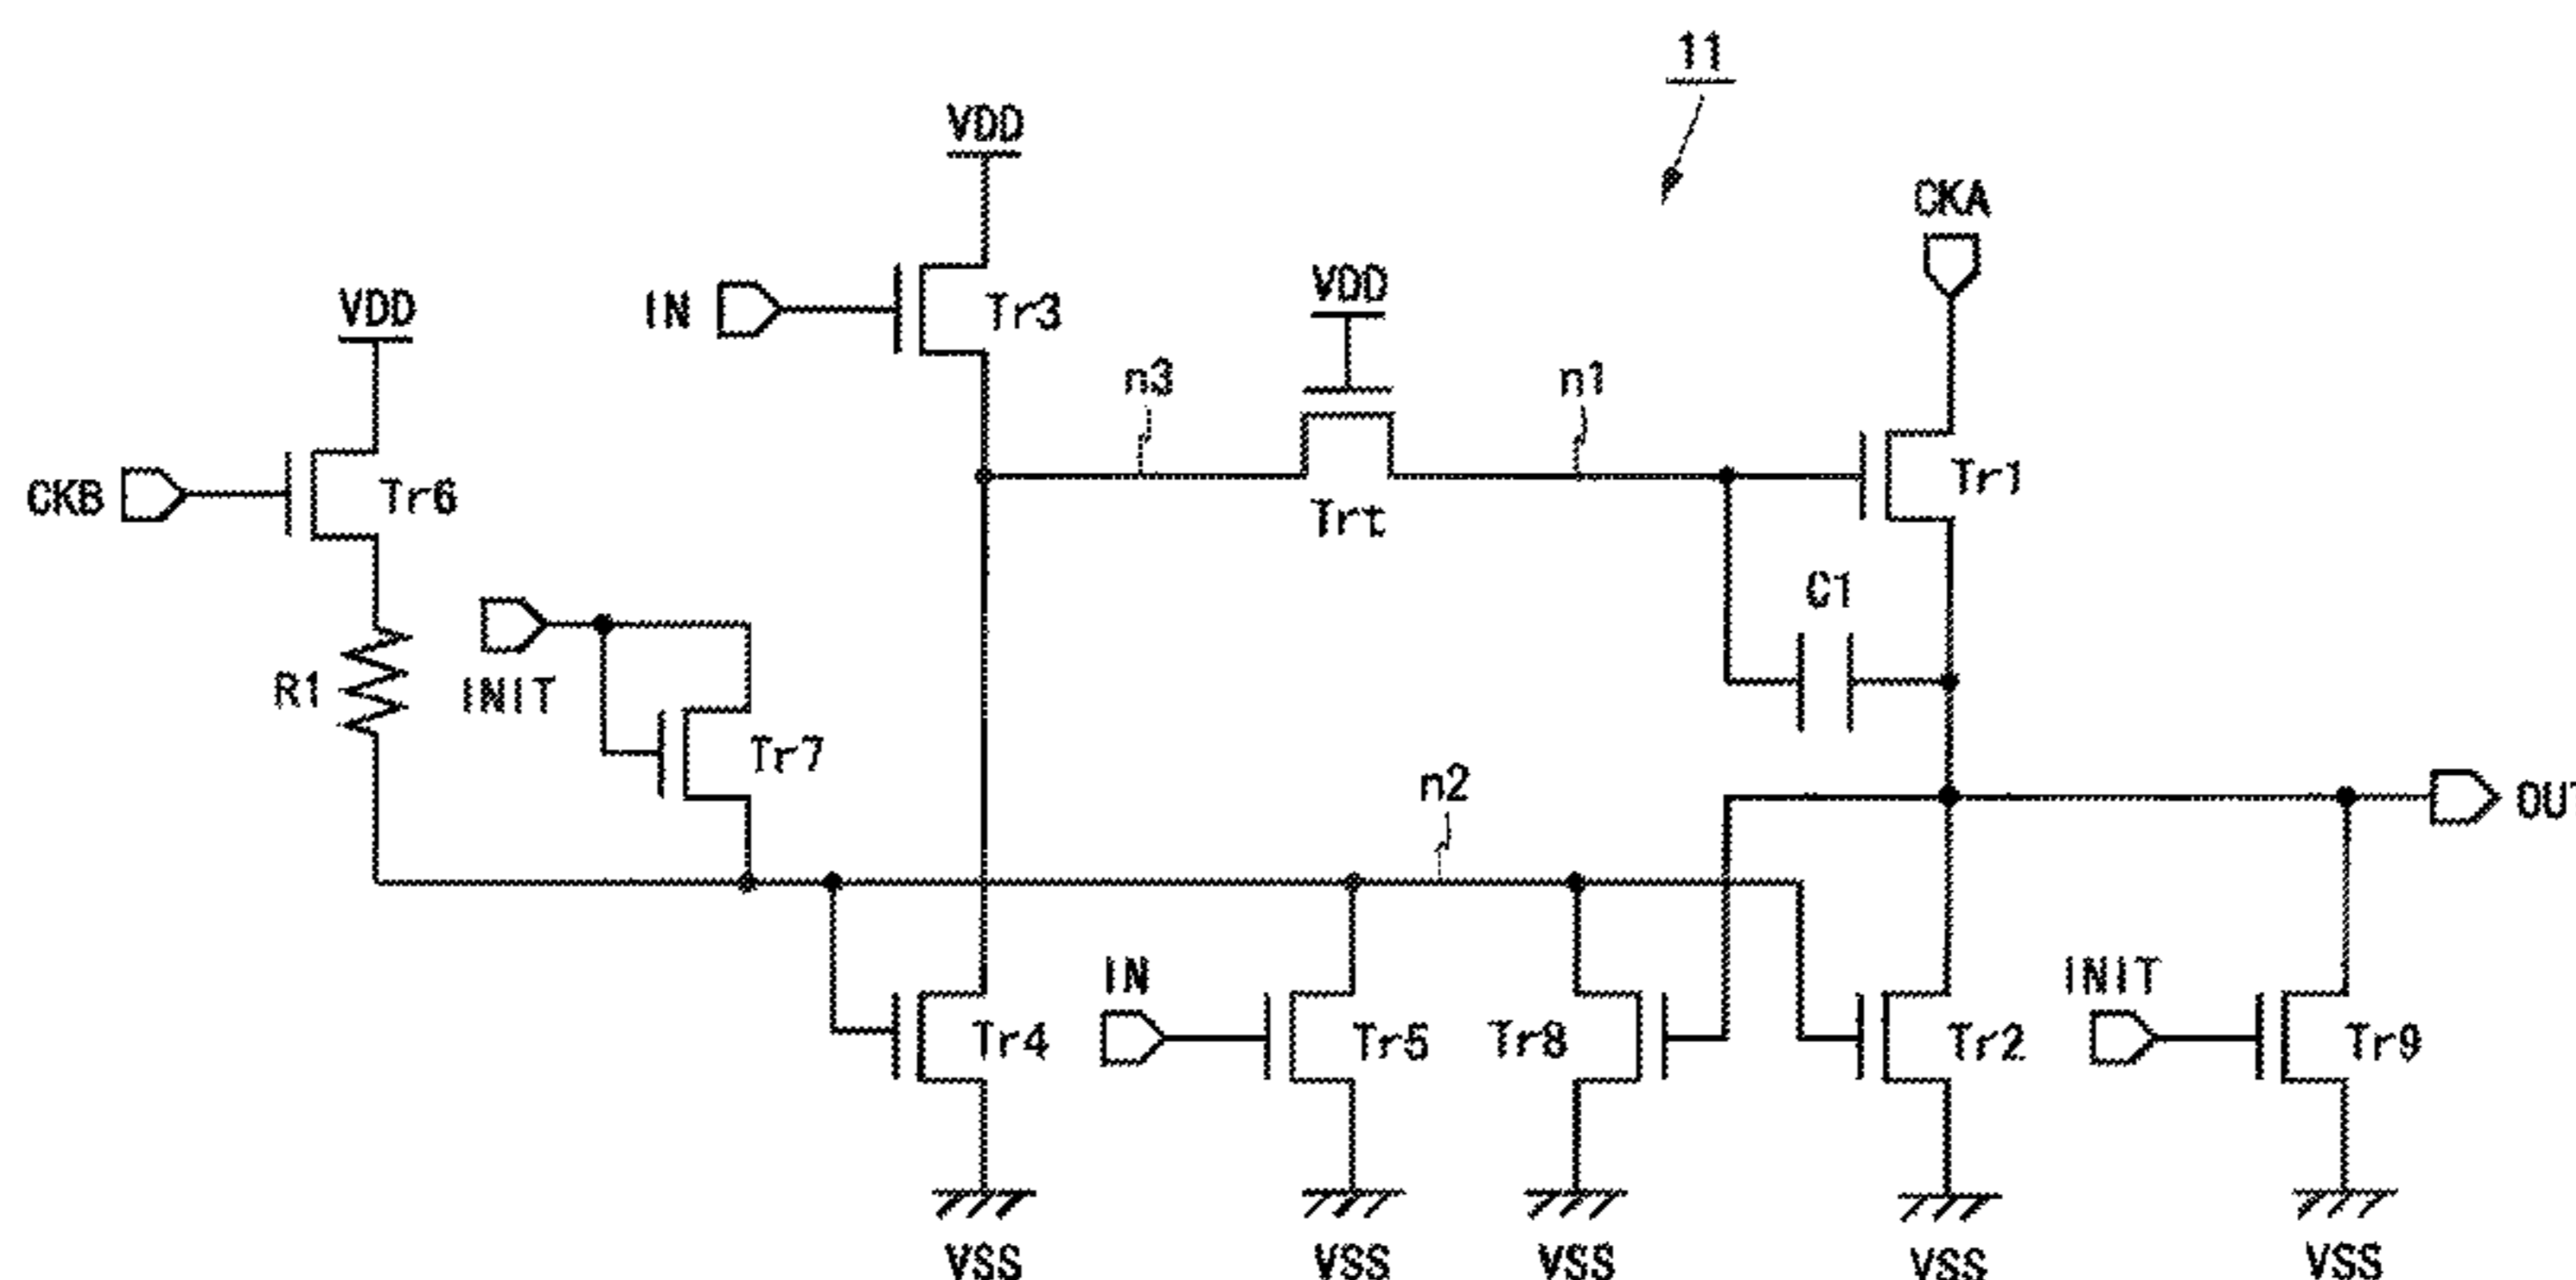 11
VDD
CKA
VDD
IN
Tr3
VDD
n3
n1
CKB
Tr6
Trt
Tr1
C1
R1
INIT
Tr7
n2
OUT
IN
INIT
Tr4
Tr5
Tr8
Tr2
Tr9
VSS
VSS
VSS
VSS
VSS